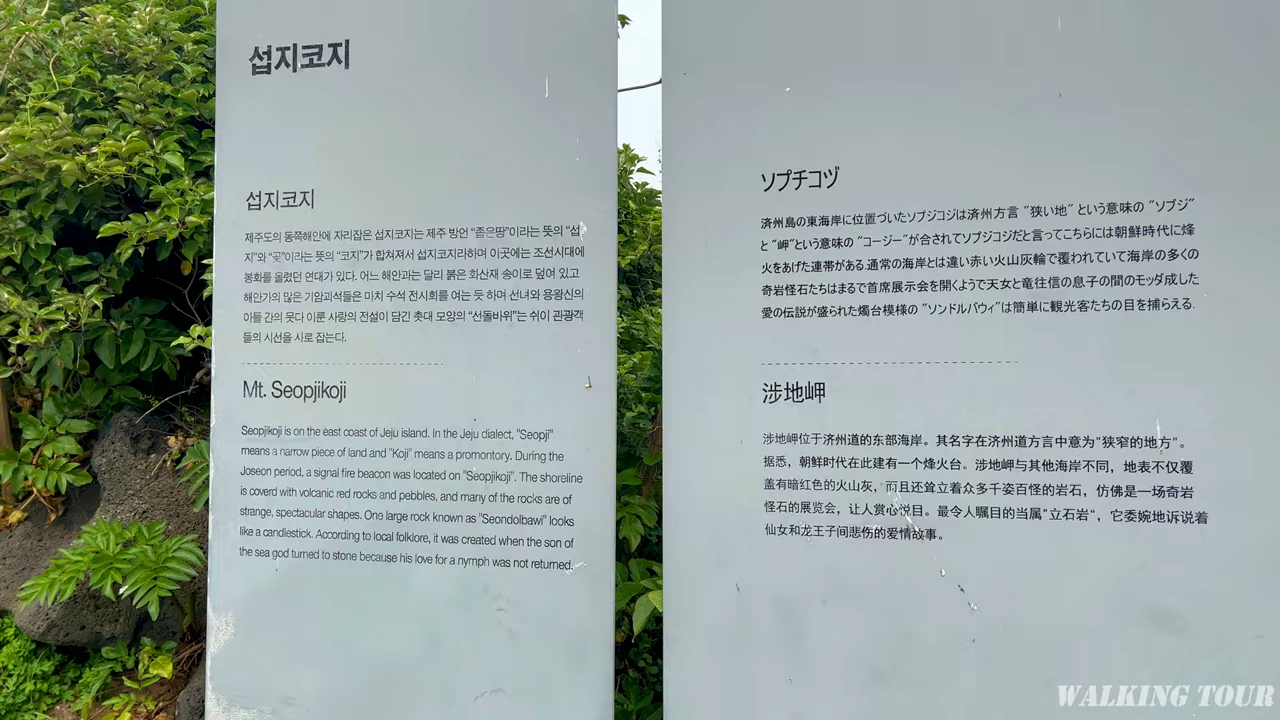 섭지코지
섭지코지
제주도의 동쪽해안에 자리잡은 섭지코지는 제주 방언 “좁은땅”이라는 뜻의 “섭
지”와 “곶”이라는 뜻의 “코지”가 합쳐져서 섭지코지라하며 이곳에는 조선시대에
봉화를 올렸던 연대가 있다. 어느 해안과는 달리 붉은 화산재 송이로 덮여 있고
해안가의 많은 기암괴석들은 마치 수석 전시회를 여는 듯 하며 선녀와 용왕신의
아들 간의 못다 이룬 사랑의 전설이 담긴 촛대 모양의 “선돌바위”는 쉬이 관광객
들의 시선을 사로 잡는다.
Mt. Seopjikoji
Seopjikoji is on the east coast of Jeju island. In the Jeju dialect, "Seopji"
means a narrow piece of land and "Koji" means a promontory. During the
Joseon period, a signal fire beacon was located on "Seopjikoji". The shoreline
is coverd with volcanic red rocks and pebbles, and many of the rocks are of
strange, spectacular shapes. One large rock known as "Seondolbawi" looks
like a candlestick. According to local folklore, it was created when the son of
the sea god turned to stone because his love for a nymph was not returned.
ソプチコヅ
済州島の東海岸に位置づいたソブジコジは済州方言 “狭い地” という意味の “ソブジ”
と “岬”という意味の “コージー”が合されてソブジコジだと言ってこちらには朝鮮時代に烽
火をあげた連帯がある.通常の海岸とは違い赤い火山灰輪で覆われていて海岸の多くの
奇岩怪石たちはまるで首席展示会を開くようで天女と竜往信の息子の間のモッダ成した
愛の伝説が盛られた燭台模様の “ソンドルバウィ”は簡単に観光客たちの目を捕らえる.
涉地岬
涉地岬位于济州道的东部海岸。其名字在济州道方言中意为"狭窄的地方"。
据悉，朝鲜时代在此建有一个烽火台。涉地岬与其他海岸不同，地表不仅覆
盖有暗红色的火山灰，而且还耸立着众多千姿百怪的岩石，仿佛是一场奇岩
怪石的展览会，让人赏心悦目。最令人瞩目的当属"立石岩"，它委婉地诉说着
仙女和龙王子间悲伤的爱情故事。
WALKING TOUR